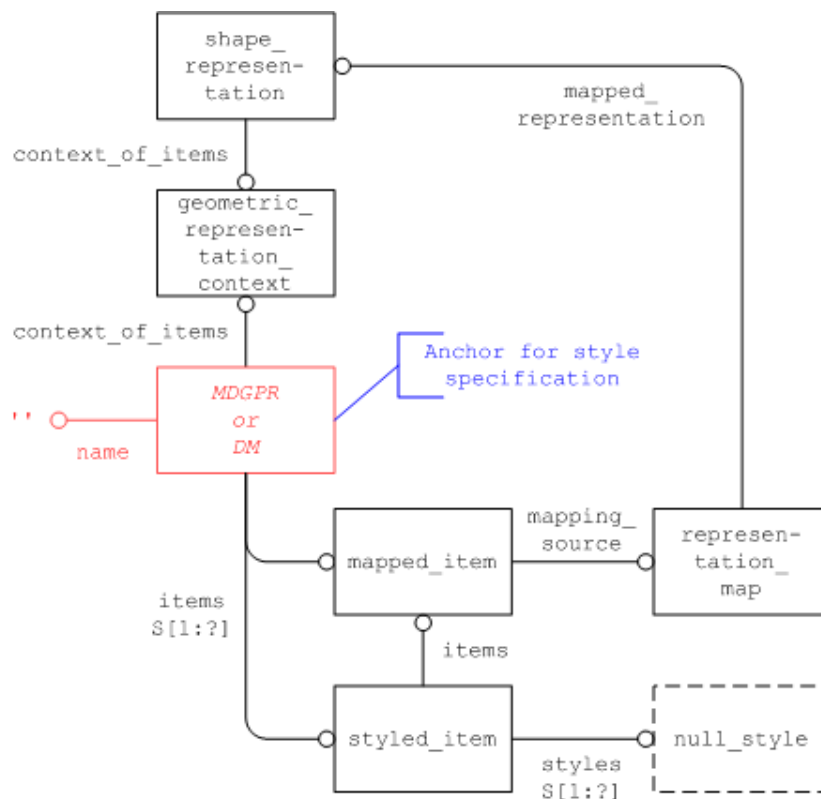 shape_
represen-
tation
mapped_
representation
context_of_items
geometric_
represen-
tation_
context
context_of_items
Anchor for style
specification
MDGPR
or
DM
''
name
mapping_
source
mapped_item
represen-
tation_
map
items
S[1:?]
items
styled_item
null_style
styles
S[1:?]